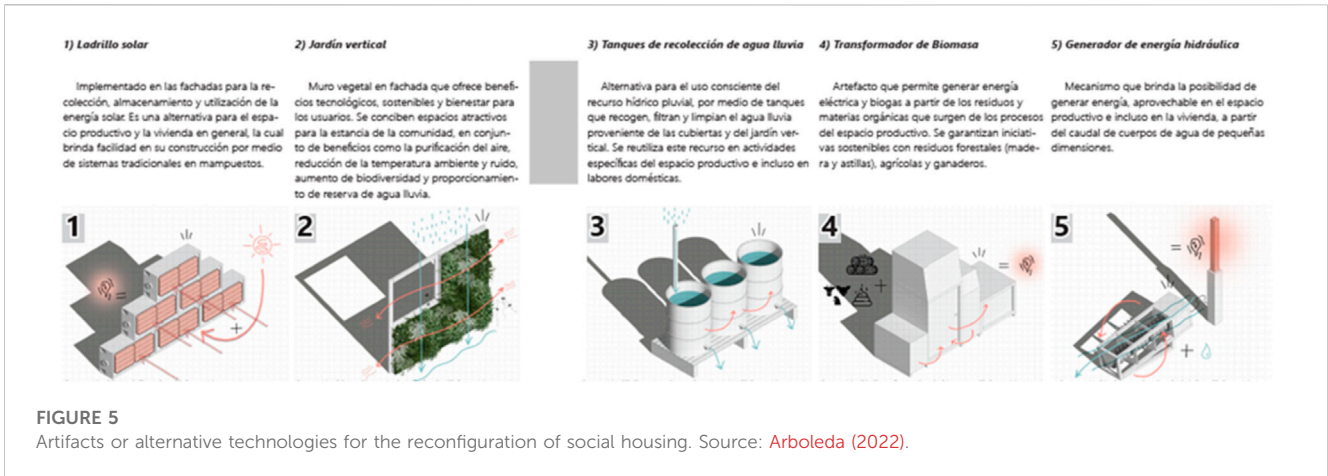 1) Ladrillo solar
Implementado en las fachadas para la re-
colección, almacenamiento y utilización de la
energía solar. Es una alternativa para el espa-
cio productivo y la vivienda en general, la cual
brinda facilidad en su construcción por medio
de sistemas tradicionales en mampuestos.
2) Jardín vertical
Muro vegetal en fachada que ofrece benefi-
cios tecnológicos, sostenibles y bienestar para
los usuarios. Se conciben espacios atractivos
para la estancia de la comunidad, en conjun-
to de beneficios como la purificación del aire,
reducción de la temperatura ambiente y ruido,
aumento de biodiversidad y proporcionamien-
to de reserva de agua lluvia.
3) Tanques de recolección de agua lluvia
Alternativa para el uso consciente del
recurso hídrico pluvial, por medio de tanques
que recogen, filtran y limpian el agua lluvia
proveniente de las cubiertas y del jardín ver-
tical. Se reutiliza este recurso en actividades
específicas del espacio productivo e incluso en
labores domésticas.
4) Transformador de Biomasa
Artefacto que permite generar energía
eléctrica y biogas a partir de los residuos y
materias orgánicas que surgen de los procesos
del espacio productivo. Se garantizan iniciati-
vas sostenibles con residuos forestales (made-
ra y astillas), agrícolas y ganaderos.
5) Generador de energía hidráulica
Mecanismo que brinda la posibilidad de
generar energía, aprovechable en el espacio
productivo e incluso en la vivienda, a partir
del caudal de cuerpos de agua de pequeñas
dimensiones.
1
=
+
2
3
4
+
=
5
=
+
FIGURE 5
Artifacts or alternative technologies for the reconfiguration of social housing. Source: Arboleda (2022).